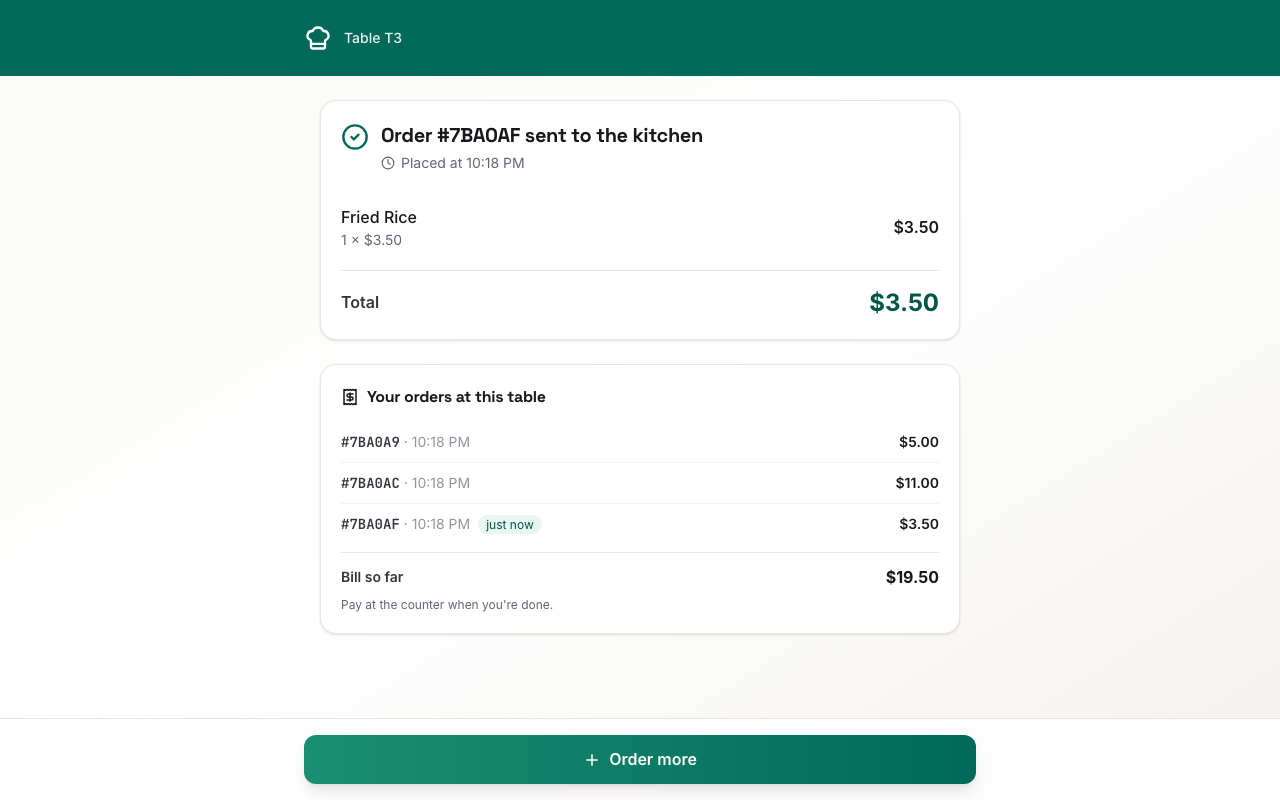 Table T3
Order #7BA0AF sent to the kitchen
Placed at 10:18 PM
Fried Rice
$3.50
1 × $3.50
Total
$3.50
Your orders at this table
#7BA0A9 · 10:18 PM
$5.00
#7BA0AC · 10:18 PM
$11.00
#7BA0AF · 10:18 PM just now
$3.50
Bill so far
$19.50
Pay at the counter when you're done.
Order more